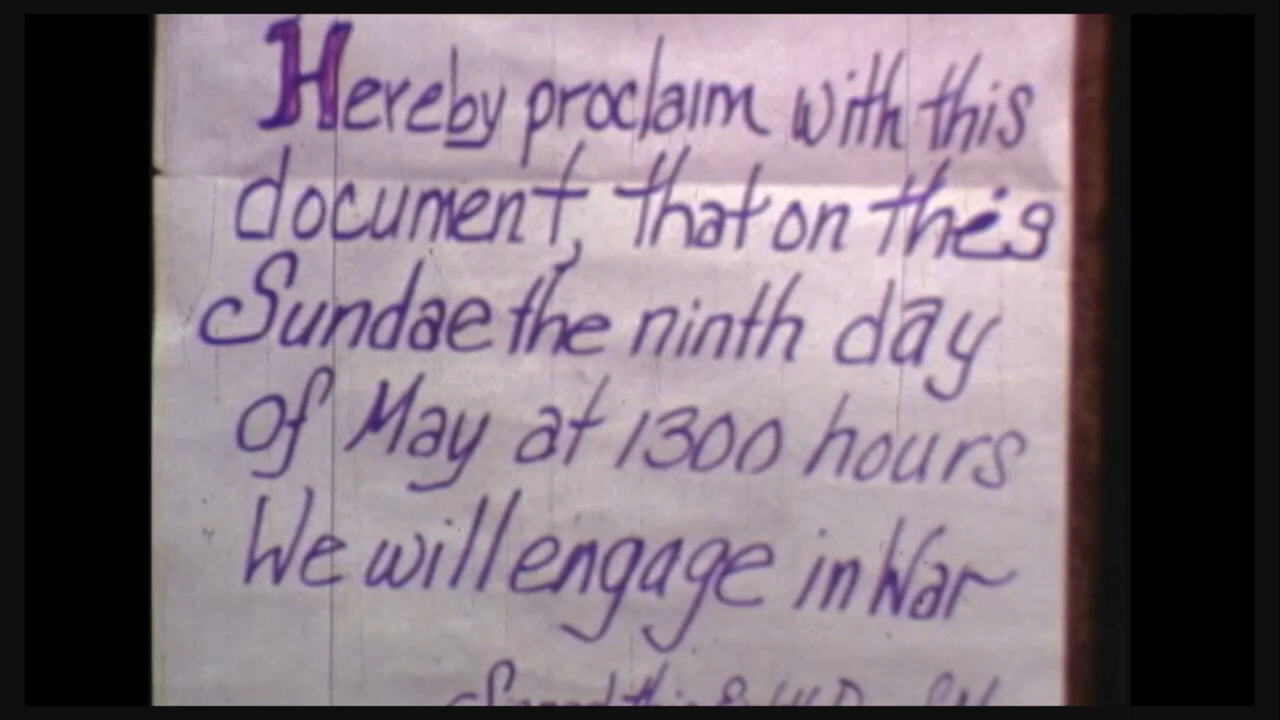 Hereby proclaim with this
document, that on thes
Sundae the ninth day
of May at 1300 hours
We will engage in War